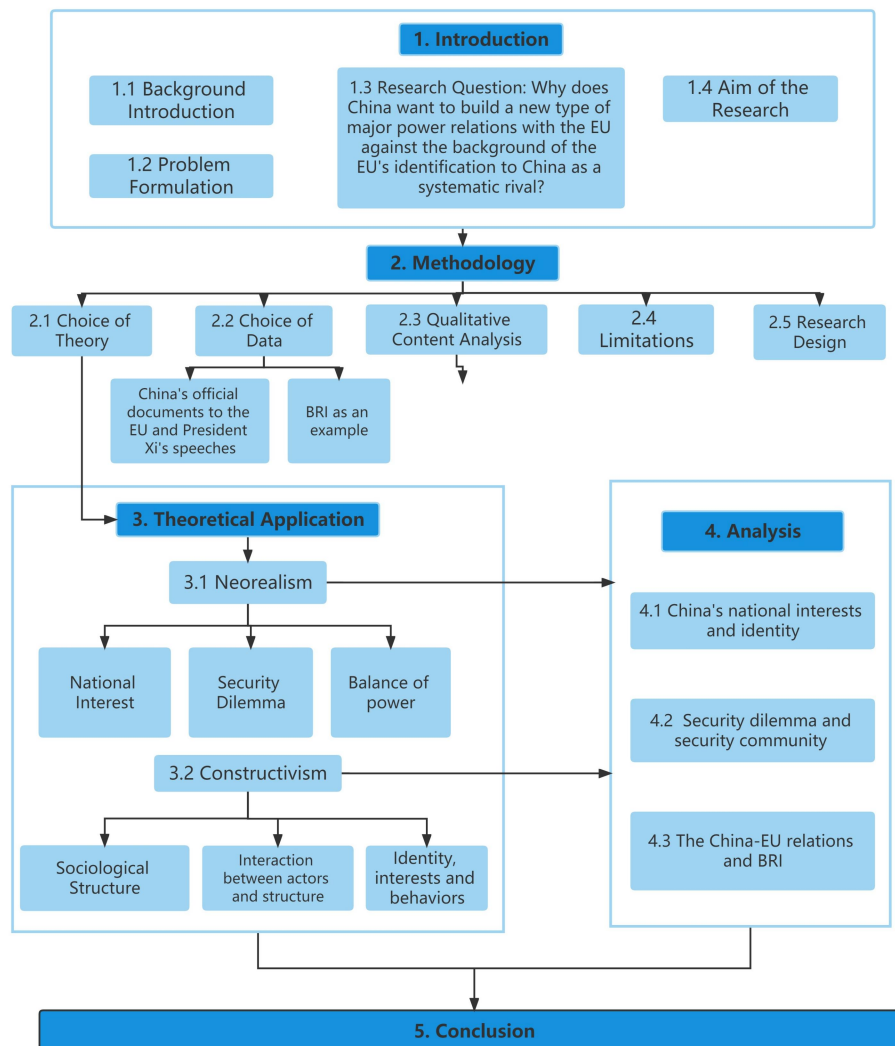 1. Introduction
1.1 Background
Introduction
1.2 Problem
Formulation
1.3 Research Question: Why does
China want to build a new type of
major power relations with the EU
against the background of the
EU's identification to China as a
systematic rival?
1.4 Aim of the
Research
2. Methodology
2.1 Choice of
Theory
2.2 Choice of
Data
2.3 Qualitative
Content Analysis
2.4
Limitations
2.5 Research
Design
China's official
documents to the
EU and President
Xi's speeches
BRI as an
example
3. Theoretical Application
3.1 Neorealism
National
Interest
Security
Dilemma
Balance of
power
3.2 Constructivism
Sociological
Structure
Interaction
between actors
and structure
Identity,
interests and
behaviors
4. Analysis
4.1 China's national interests
and identity
4.2 Security dilemma and
security community
4.3 The China-EU relations
and BRI
5. Conclusion